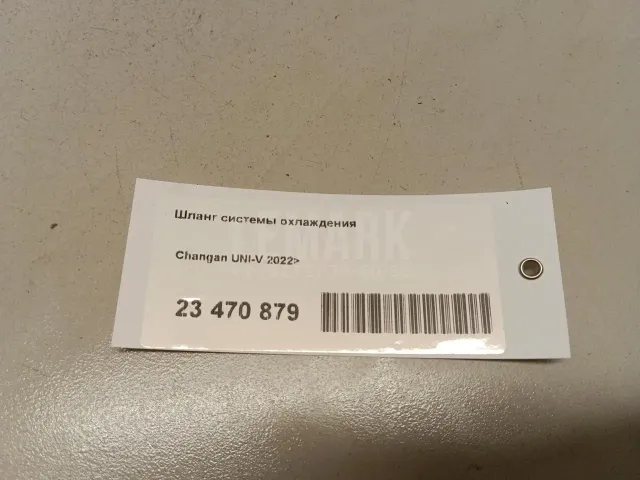 Шланг системы охлаждения
Changan UNI-V 2022>
23 470 879